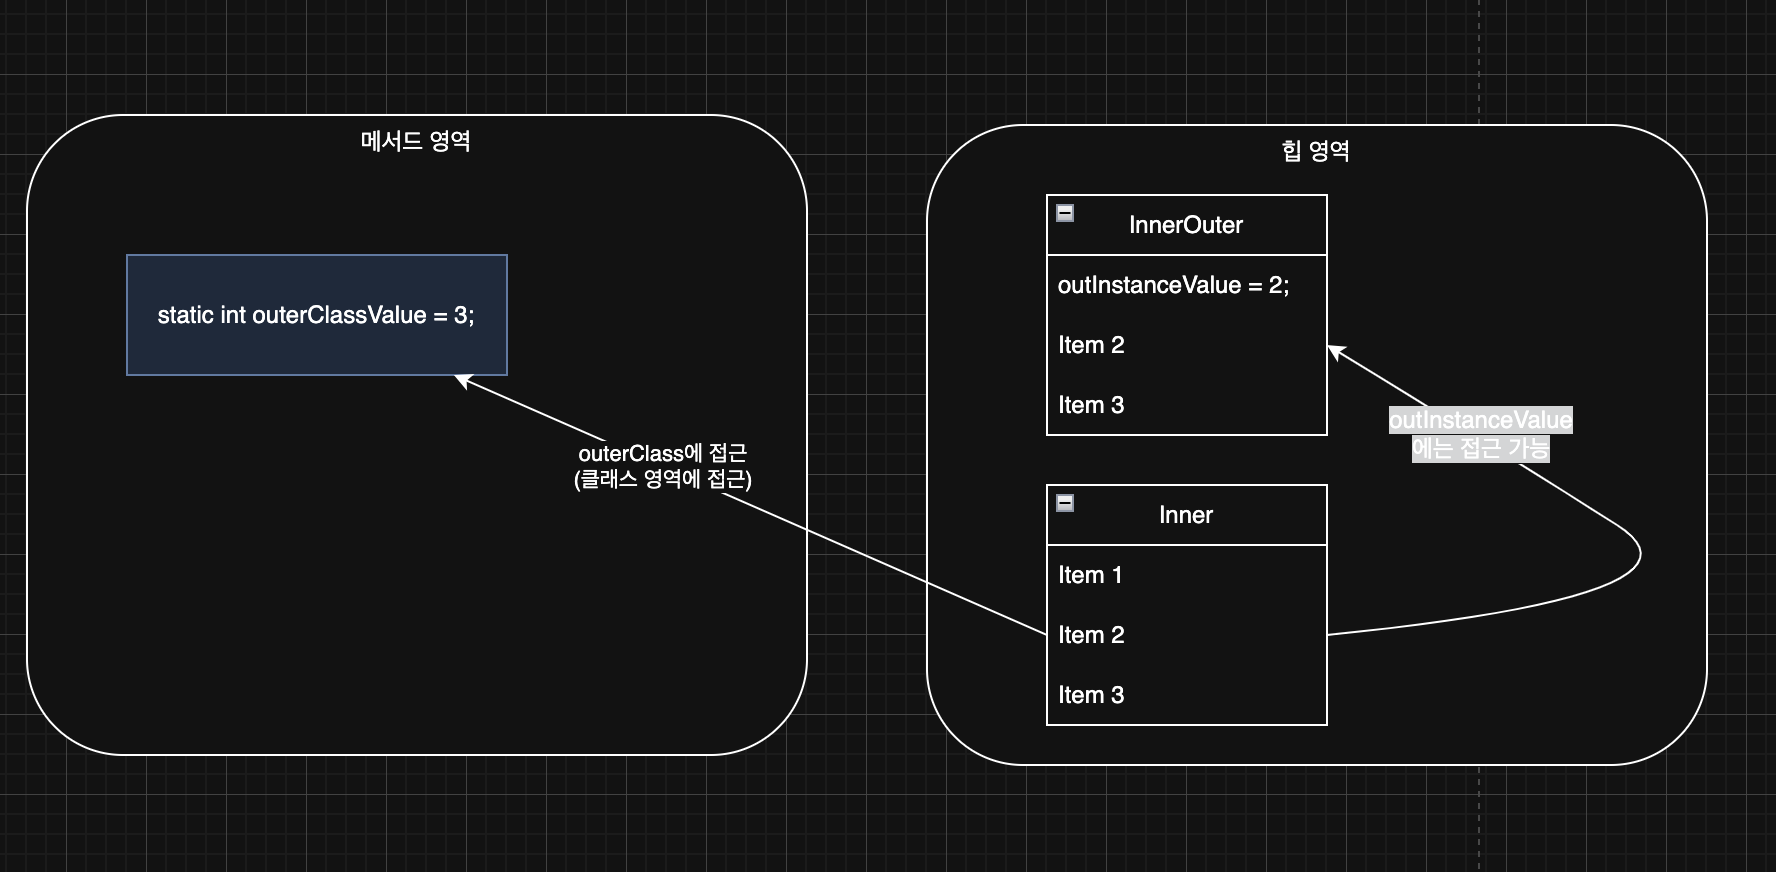 메서드 영역
static int outerClassValue = 3;
outerClass에 접근
(클래스 영역에 접근)
힙 영역
InnerOuter
outInstanceValue = 2;
Item 2
Item 3
outInstanceValue
에는 접근 가능
Inner
Item 1
Item 2
Item 3